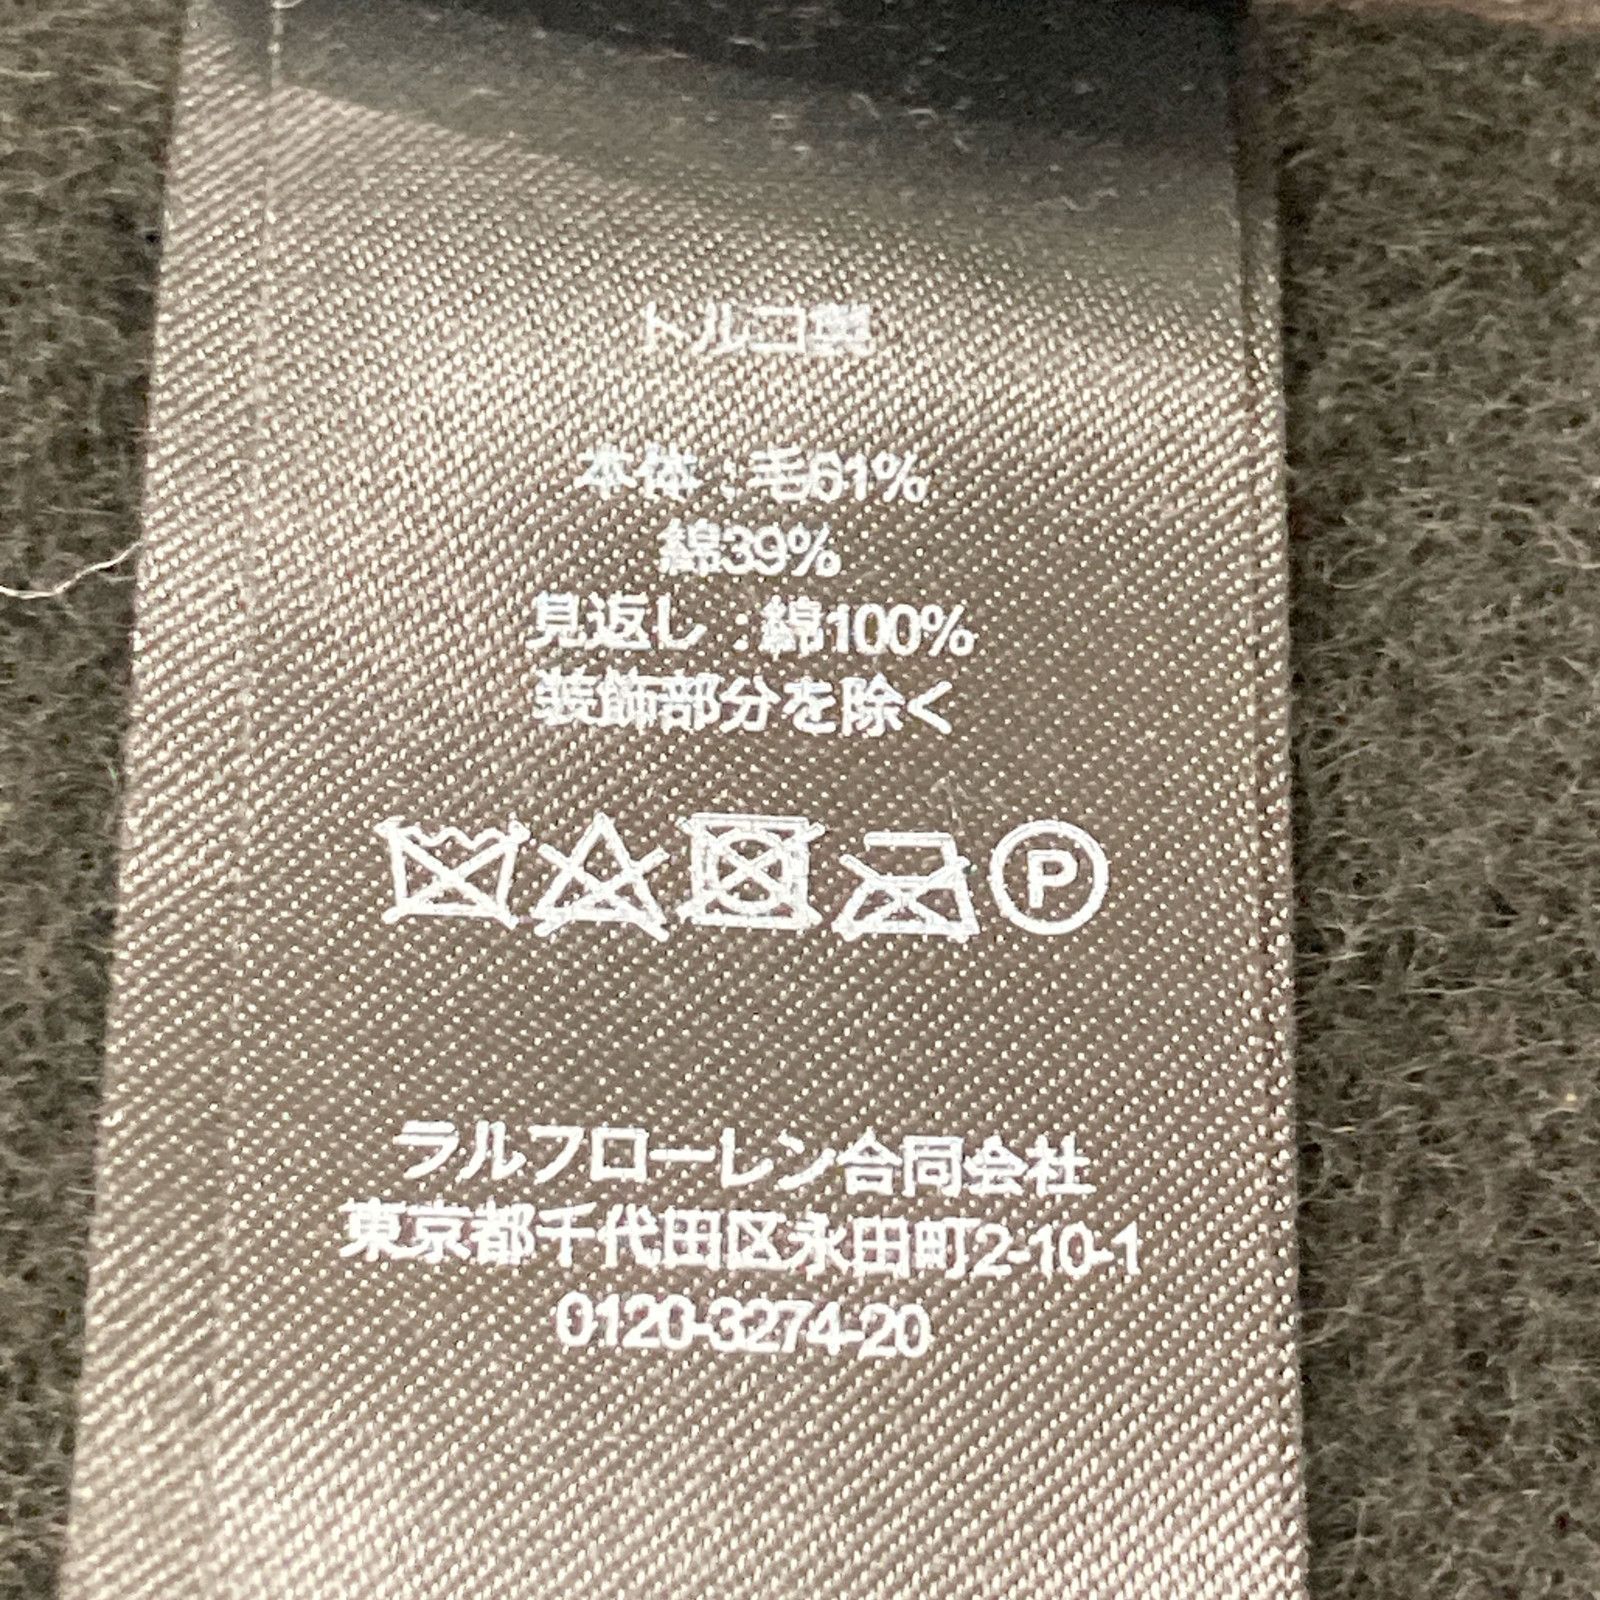 トルコ製
本体：毛61%
綿39%
見返し：綿100%
装飾部分を除く
P
ラルフローレン合同会社
東京都千代田区永田町2-10-1
0120-3274-20